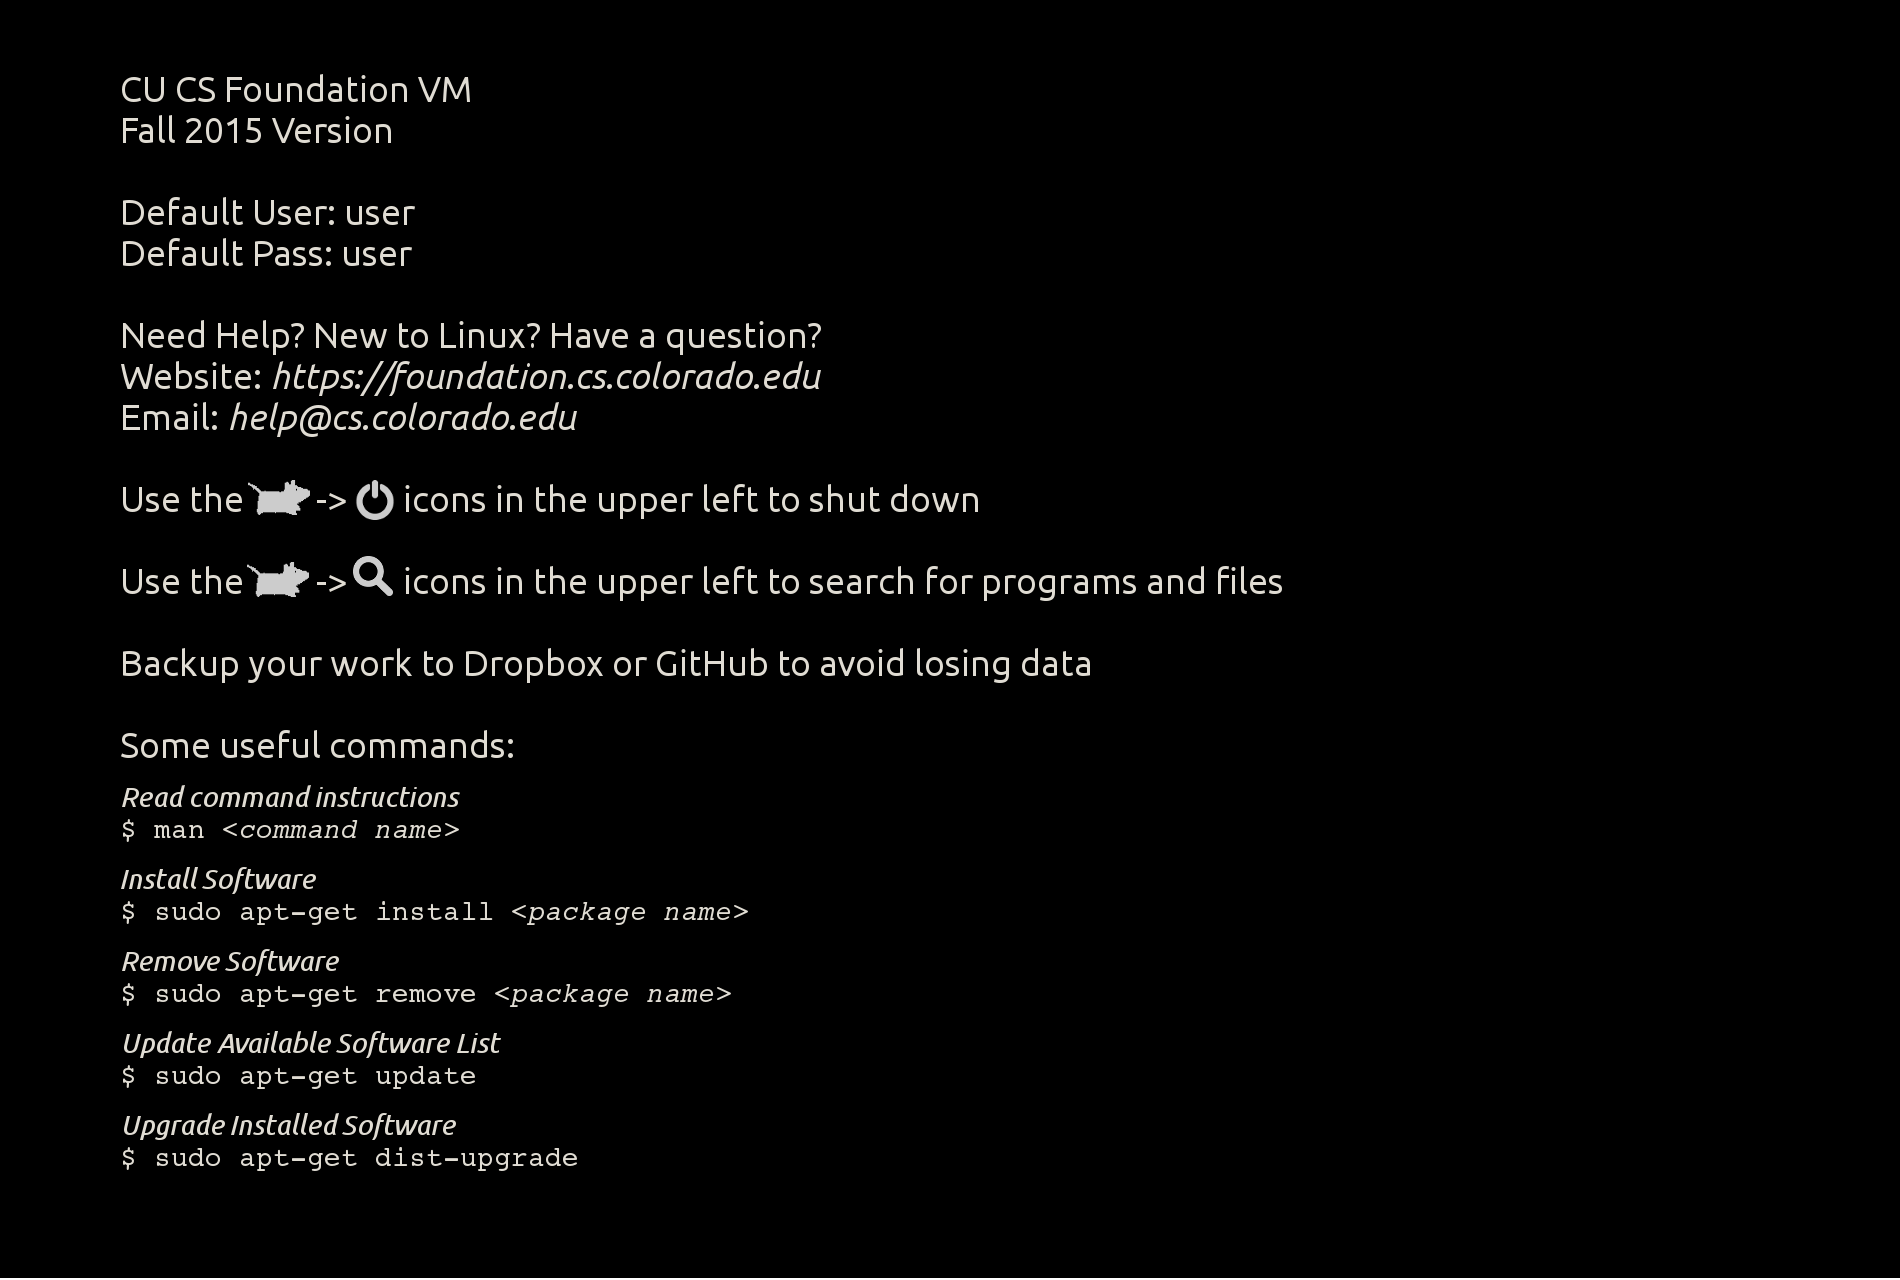 CU CS Foundation VM
Fall 2015 Version
Default User: user
Default Pass: user
Need Help? New to Linux? Have a question?
Website: https://foundation.cs.colorado.edu
Email: help@cs.colorado.edu
Use the -> icons in the upper left to shut down
Use the -> icons in the upper left to search for programs and files
Backup your work to Dropbox or GitHub to avoid losing data
Some useful commands:
Read command instructions
$ man <command name>
Install Software
$ sudo apt-get install <package name>
Remove Software
$ sudo apt-get remove <package name>
Update Available Software List
$ sudo apt-get update
Upgrade Installed Software
$ sudo apt-get dist-upgrade